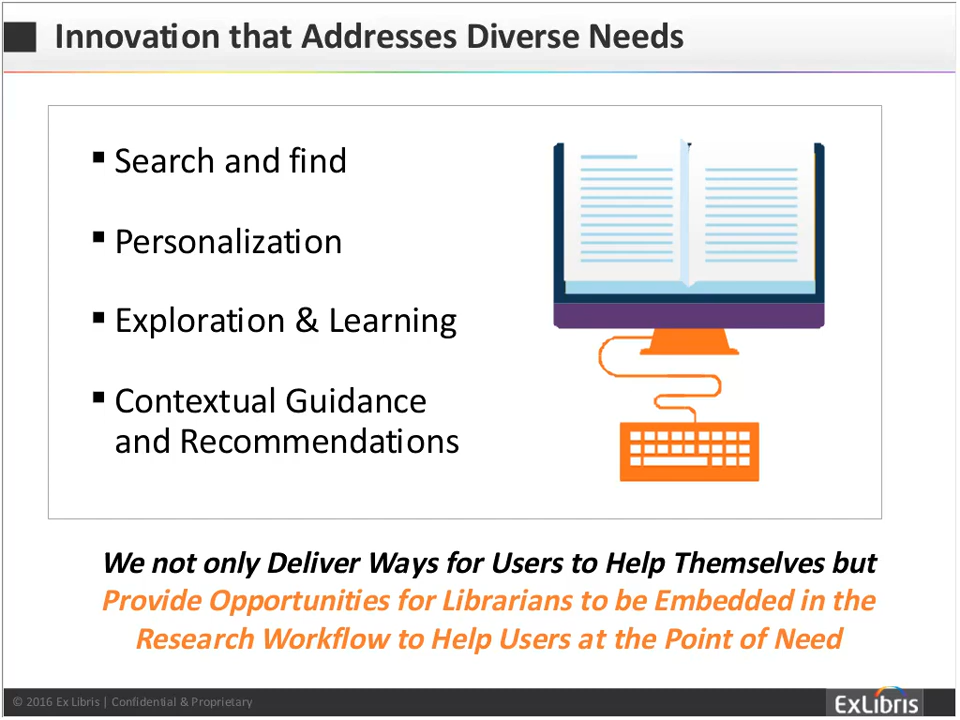 Innovation that Addresses Diverse Needs
▪ Search and find
▪ Personalization
▪ Exploration & Learning
▪ Contextual Guidance
and Recommendations
We not only Deliver Ways for Users to Help Themselves but
Provide Opportunities for Librarians to be Embedded in the
Research Workflow to Help Users at the Point of Need
© 2016 Ex Libris | Confidential & Proprietary
ExLibris